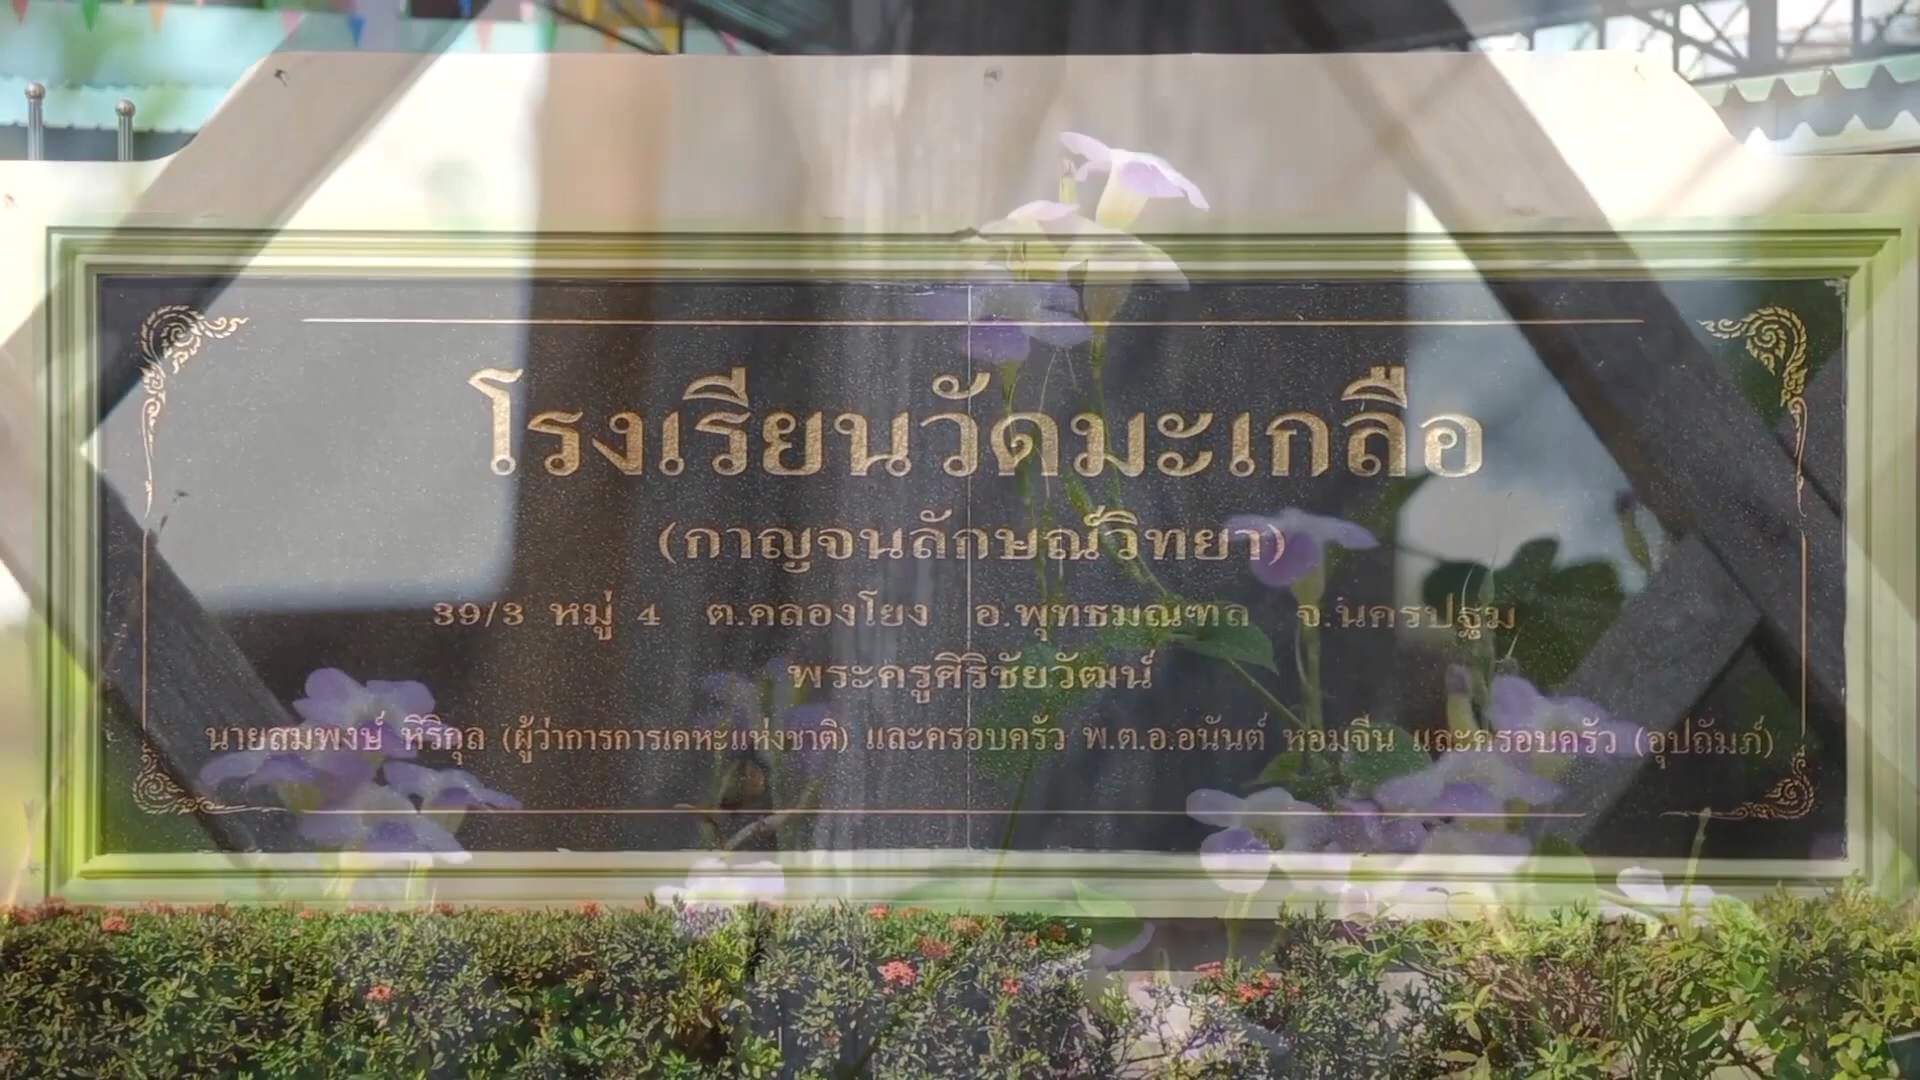 โรงเรียนวัดมะเกลือ
(กาญจนลักษณ์วิทยา)
39/3 หมู่ 4 ต.คลองโยง อ.พุทธมณฑล จ.นครปฐม
พระครูศิริชัยวัฒน์
นายสมพงษ์ หิริกุล (ผู้ว่าการการเคหะแห่งชาติ) และครอบครัว พ.ต.อ.อนันต์ หอมจีน และครอบครัว (อุปถัมภ์)